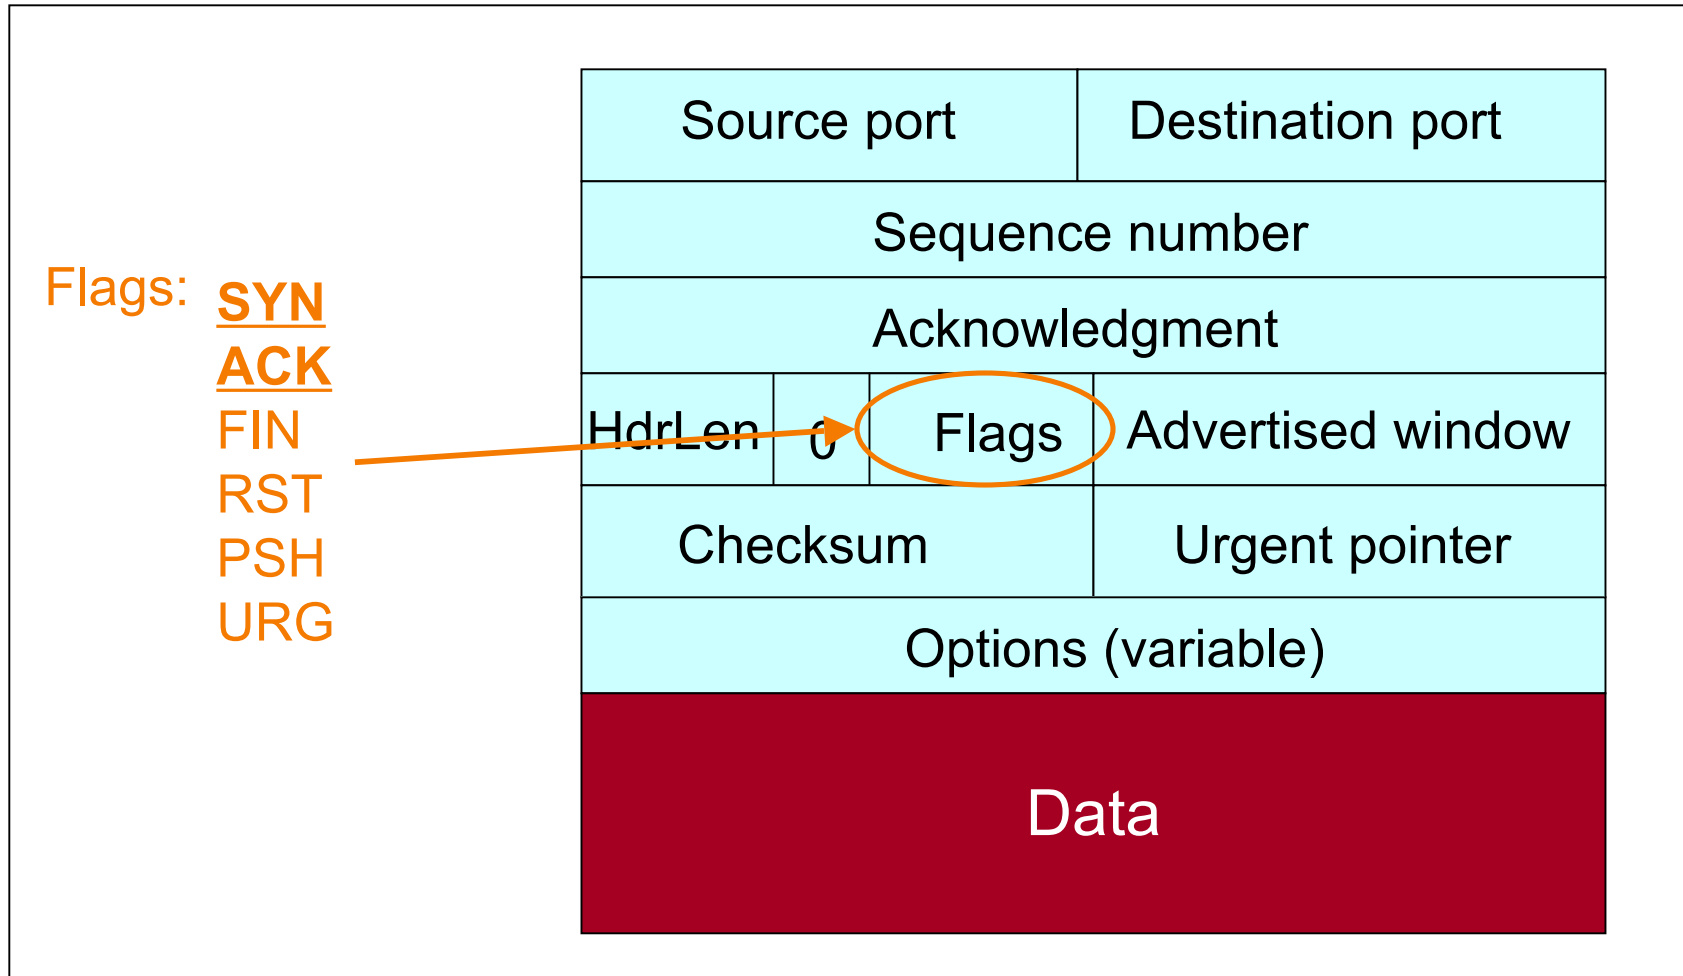 Source port Destination port
Sequence number
Flags: SYN
Acknowledgment
ACK
FIN
HdrLen 0 Flags Advertised window
RST
PSH
Checksum Urgent pointer
URG
Options (variable)
Data